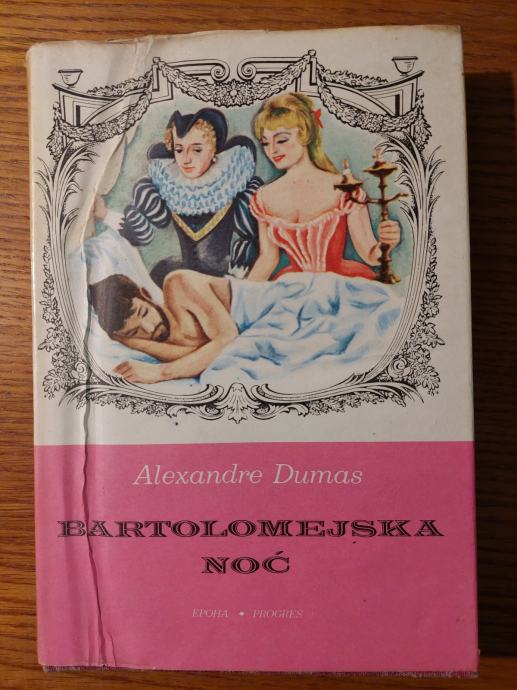 Alexandre Dumas
BARTOLOMEJSKA
NOĆ
EPOHA • PROGRES